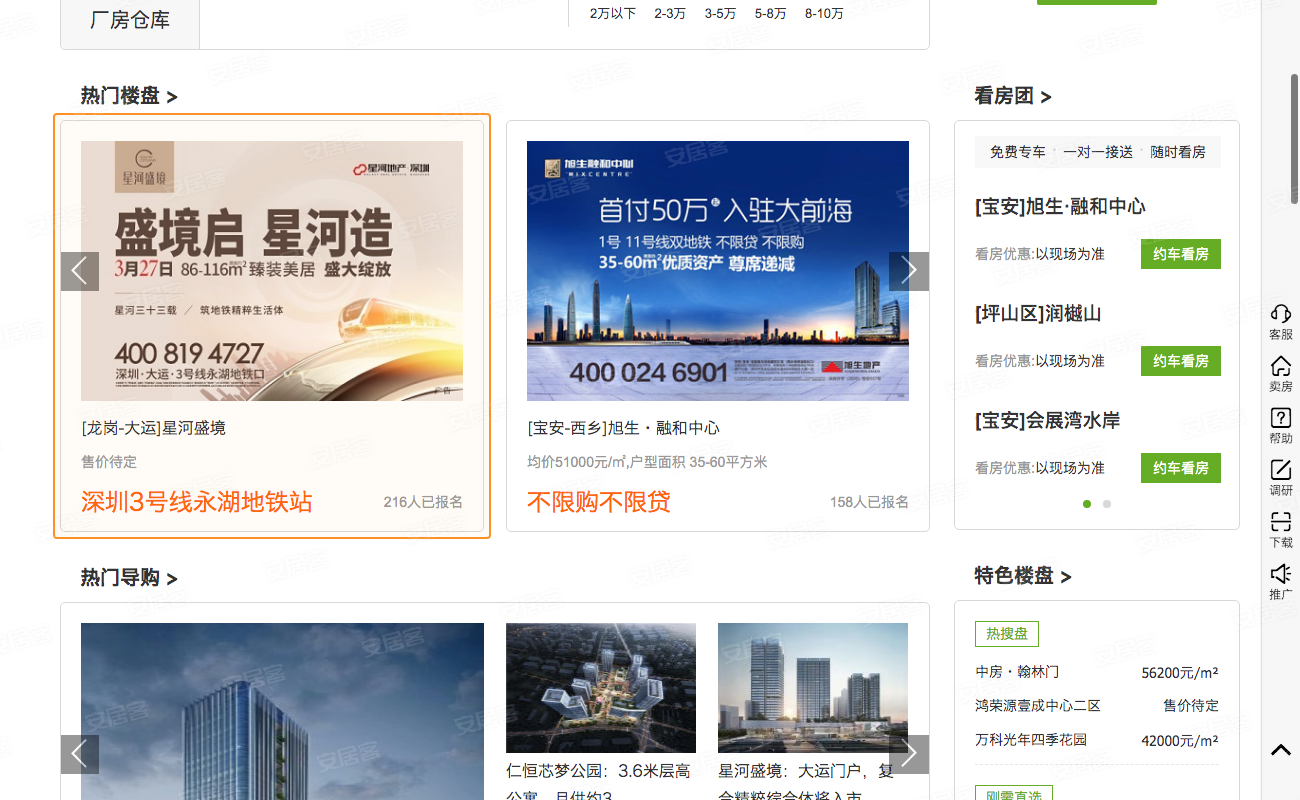 厂房仓库
2万以下 2-3万 3-5万 5-8万 8-10万
热门楼盘 >
星河盛境
星河地产 深圳
盛境启 星河造
3月27日 86-116m²臻装美居 盛大绽放
星河三十三载 / 筑地铁精粹生活体
400 819 4727
深圳·大运·3号线永湖地铁口
广告
[龙岗-大运]星河盛境
售价待定
深圳3号线永湖地铁站 216人已报名
旭生融和中心
MIXCENTRE
首付50万起入驻大前海
1号 11号线双地铁 不限贷 不限购
35-60m²优质资产 尊席递减
400 024 6901
旭生地产
[宝安-西乡]旭生·融和中心
均价51000元/㎡,户型面积 35-60平方米
不限购不限贷 158人已报名
看房团 >
免费专车 · 一对一接送 · 随时看房
[宝安]旭生·融和中心
看房优惠:以现场为准 约车看房
[坪山区]润樾山
看房优惠:以现场为准 约车看房
[宝安]会展湾水岸
看房优惠:以现场为准 约车看房
热门导购 >
仁恒芯梦公园：3.6米层高
公寓，月供约3
星河盛境：大运门户，复
合精粹综合体将入市
特色楼盘 >
热搜盘
中房·翰林门 56200元/m²
鸿荣源壹成中心二区 售价待定
万科光年四季花园 42000元/m²
刚需直选
客服
卖房
帮助
调研
下载
推广
安居客